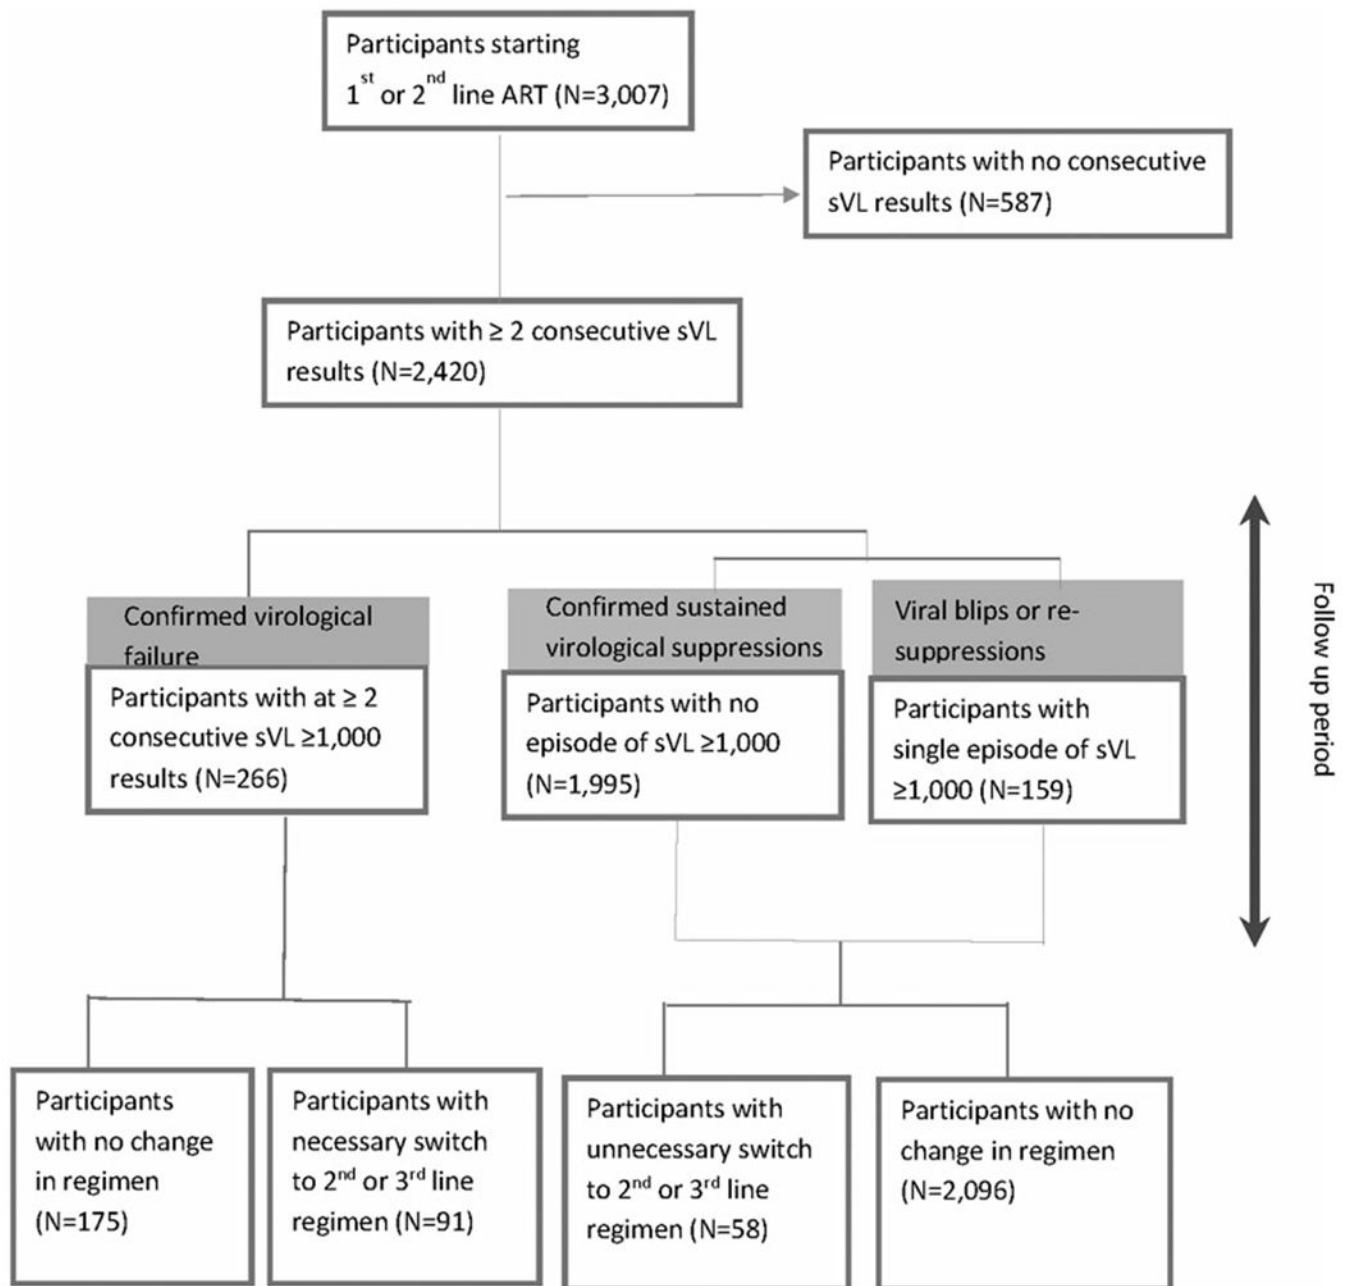 Participants starting
1st or 2nd line ART (N=3,007)
Participants with no consecutive
sVL results (N=587)
Participants with ≥ 2 consecutive sVL
results (N=2,420)
Confirmed virological
failure
Participants with at ≥ 2
consecutive sVL ≥1,000
results (N=266)
Confirmed sustained
virological suppressions
Participants with no
episode of sVL ≥1,000
(N=1,995)
Viral blips or re-
suppressions
Participants with
single episode of sVL
≥1,000 (N=159)
Follow up period
Participants
with no change
in regimen
(N=175)
Participants with
necessary switch
to 2nd or 3rd line
regimen (N=91)
Participants with
unnecessary switch
to 2nd or 3rd line
regimen (N=58)
Participants with no
change in regimen
(N=2,096)